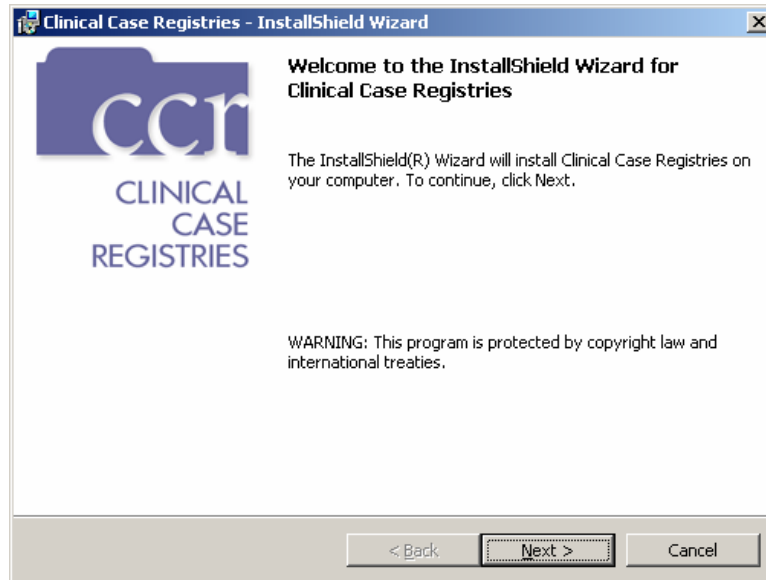 Clinical Case Registries - InstallShield Wizard
ccr
CLINICAL
CASE
REGISTRIES
Welcome to the InstallShield Wizard for
Clinical Case Registries
The InstallShield(R) Wizard will install Clinical Case Registries on
your computer. To continue, click Next.
WARNING: This program is protected by copyright law and
international treaties.
< Back
Next >
Cancel